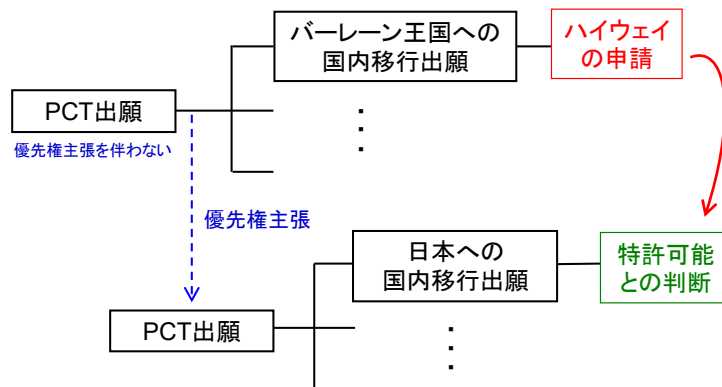 バーレーン王国への
国内移行出願
ハイウェイ
の申請
PCT出願
優先権主張を伴わない
優先権主張
日本への
国内移行出願
特許可能
との判断
PCT出願